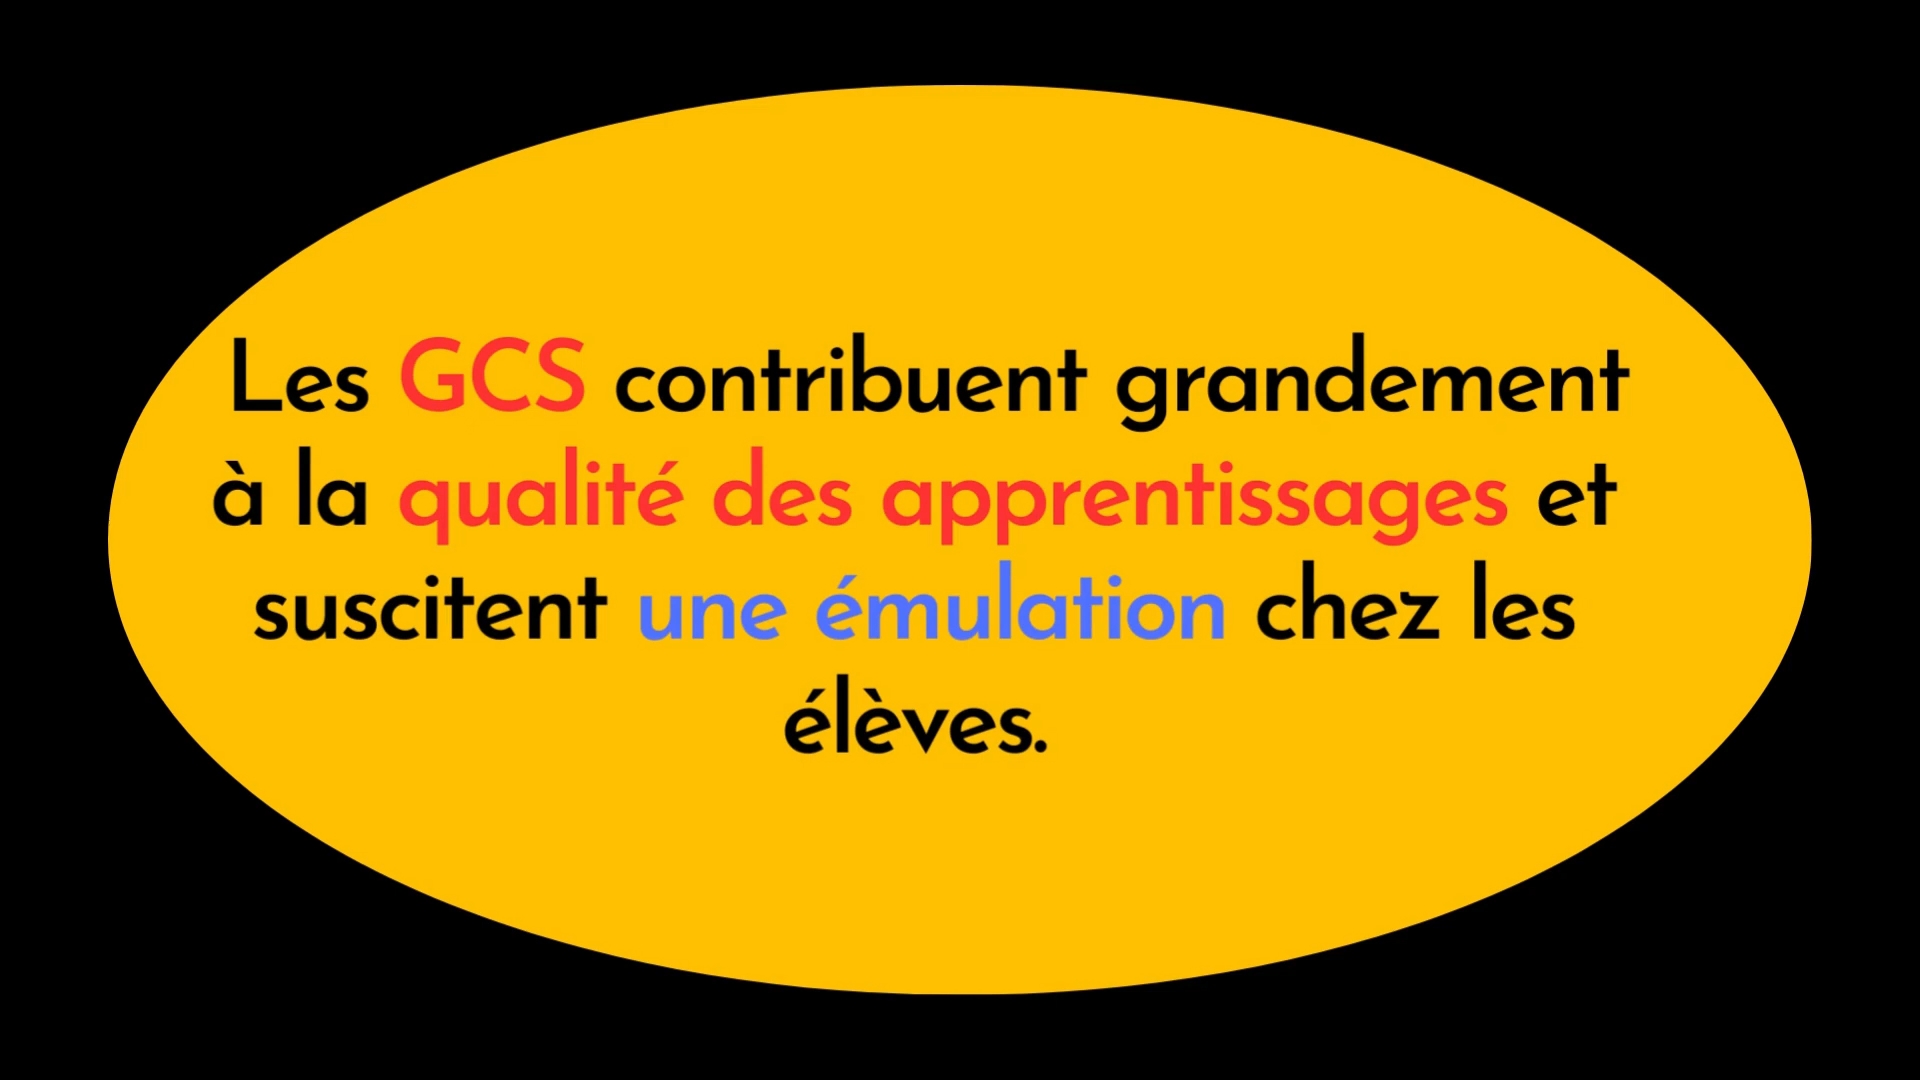 Les GCS contribuent grandement
à la qualité des apprentissages et
suscitent une émulation chez les
élèves.